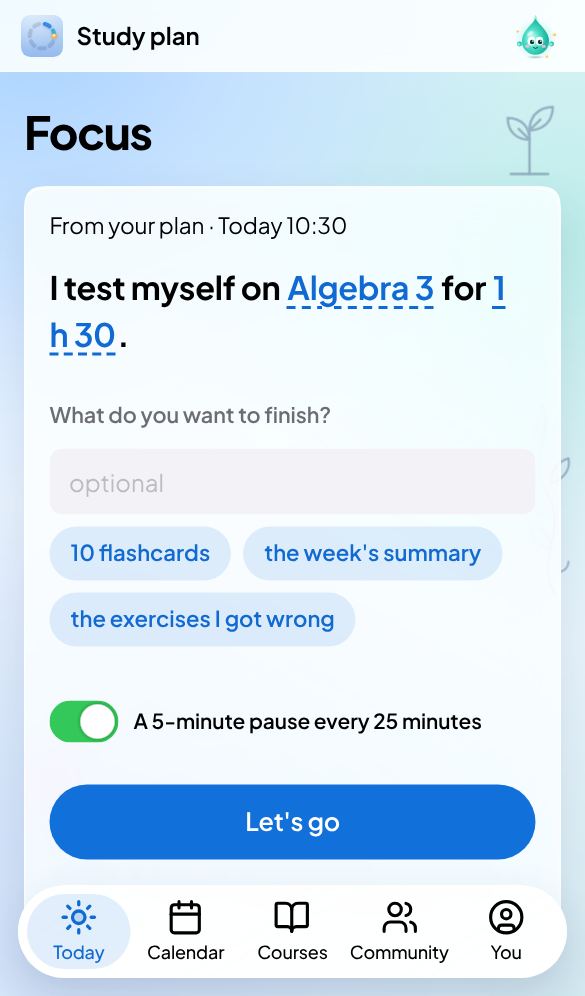 Study plan
Focus
From your plan · Today 10:30
I test myself on Algebra 3 for 1
h 30.
What do you want to finish?
optional
10 flashcards
the week's summary
the exercises I got wrong
A 5-minute pause every 25 minutes
Let's go
Today
Calendar
Courses
Community
You